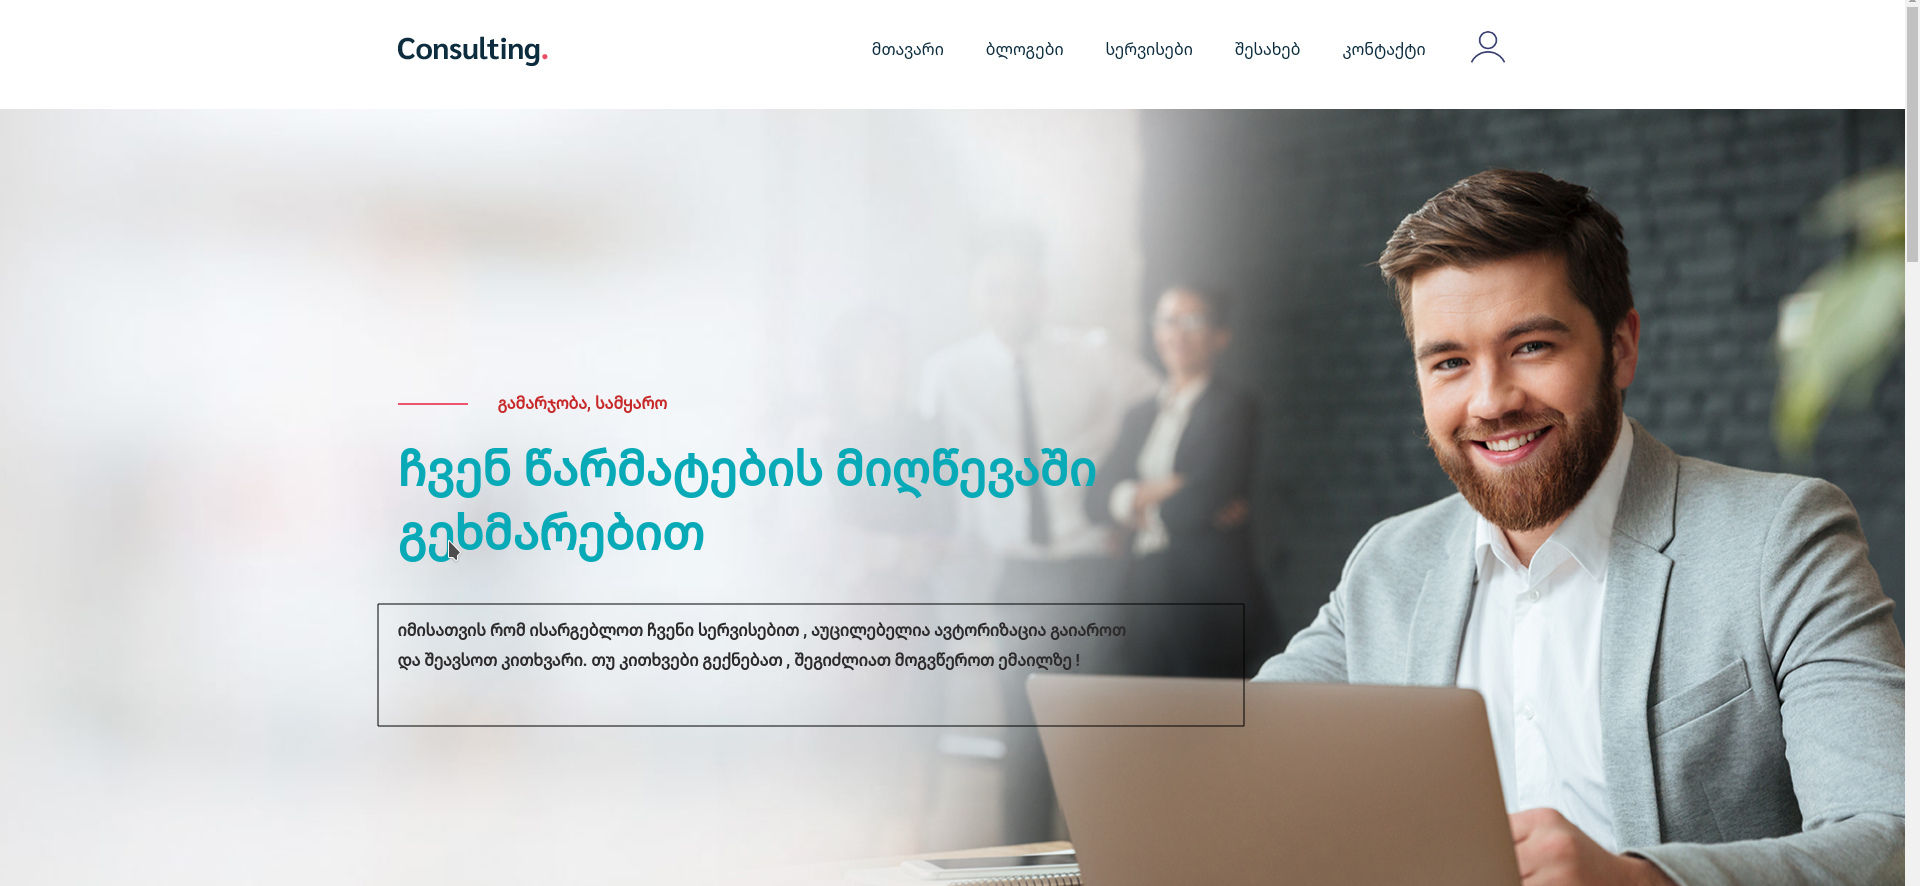 Consulting.
მთავარი
ბლოგები
სერვისები
შესახებ
კონტაქტი
გამარჯობა, სამყარო
ჩვენ წარმატების მიღწევაში
გეხმარებით
იმისათვის რომ ისარგებლოთ ჩვენი სერვისებით , აუცილებელია ავტორიზაცია გაიაროთ
და შეავსოთ კითხვარი. თუ კითხვები გექნებათ , შეგიძლიათ მოგვწეროთ ემაილზე !